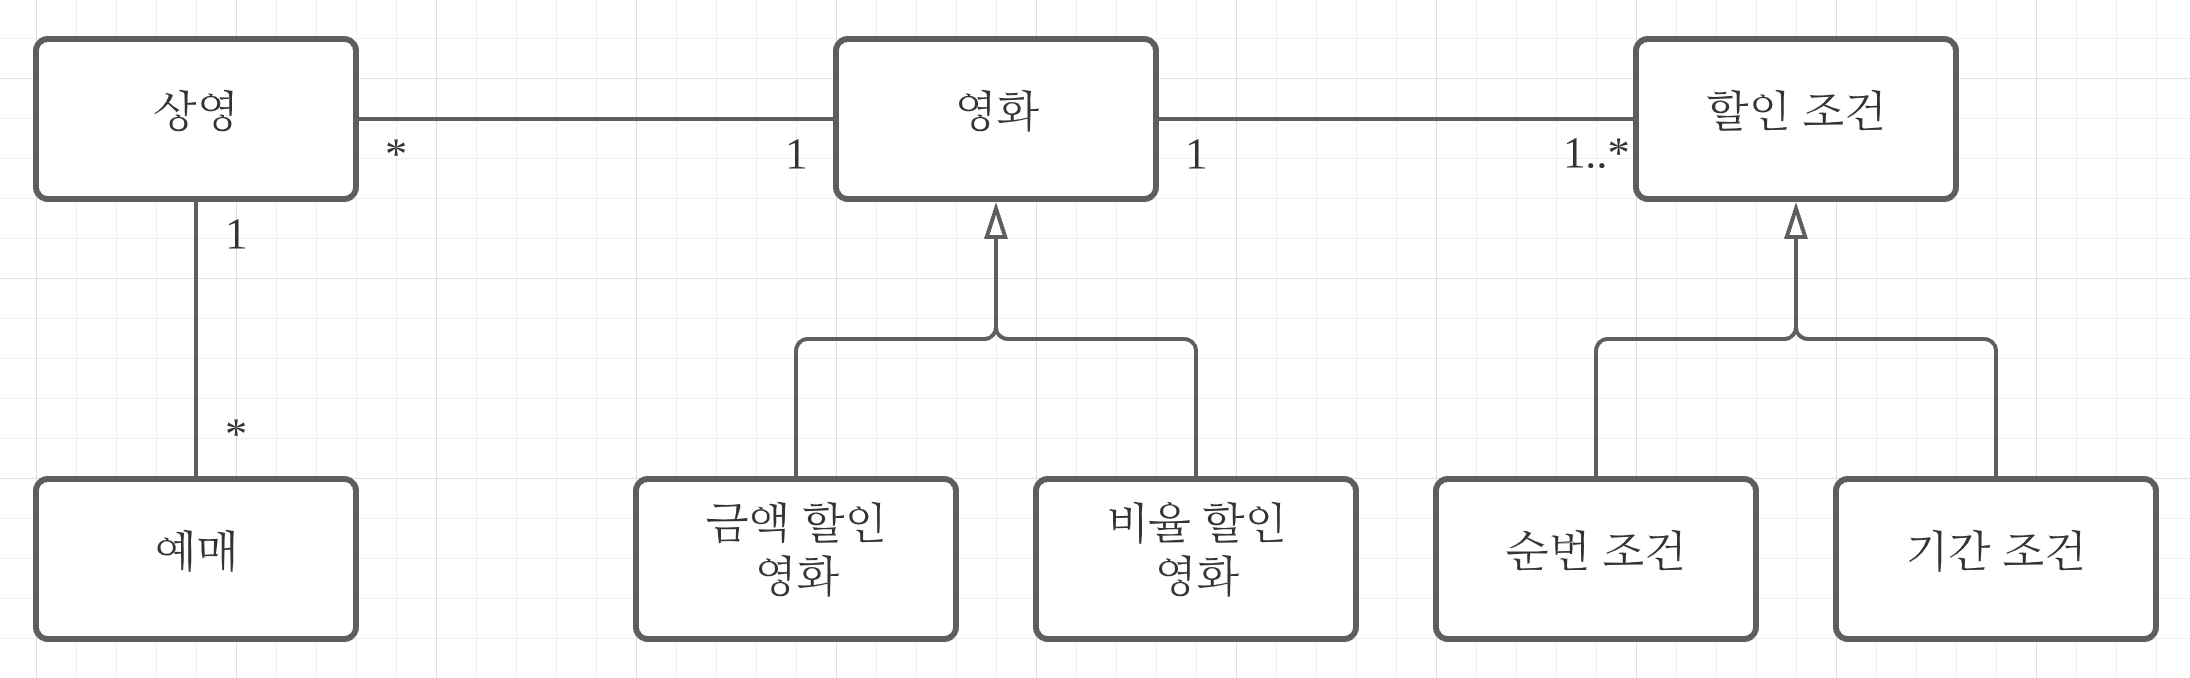 상영
영화
할인 조건
*
1
1
1..*
1
*
예매
금액 할인
영화
비율 할인
영화
순번 조건
기간 조건